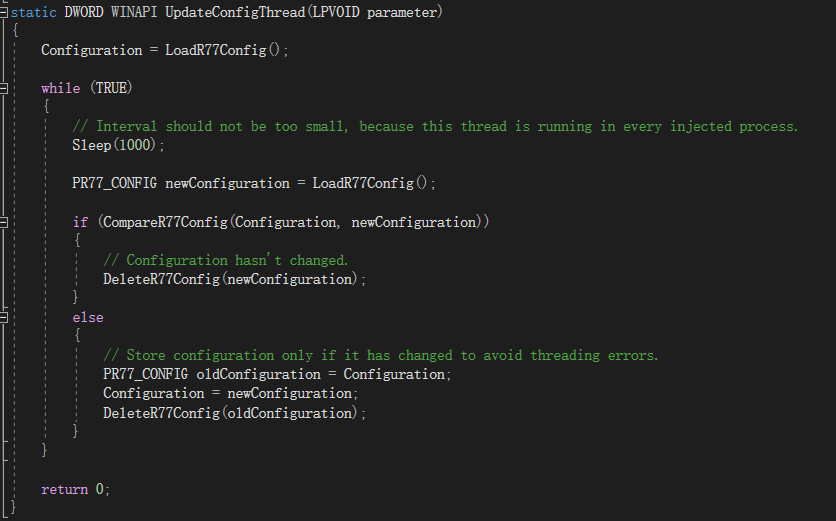 static DWORD WINAPI UpdateConfigThread(LPVOID parameter)
{
    Configuration = LoadR77Config();

    while (TRUE)
    {
        // Interval should not be too small, because this thread is running in every injected process.
        Sleep(1000);

        PR77_CONFIG newConfiguration = LoadR77Config();

        if (CompareR77Config(Configuration, newConfiguration))
        {
            // Configuration hasn't changed.
            DeleteR77Config(newConfiguration);
        }
        else
        {
            // Store configuration only if it has changed to avoid threading errors.
            PR77_CONFIG oldConfiguration = Configuration;
            Configuration = newConfiguration;
            DeleteR77Config(oldConfiguration);
        }
    }

    return 0;
}